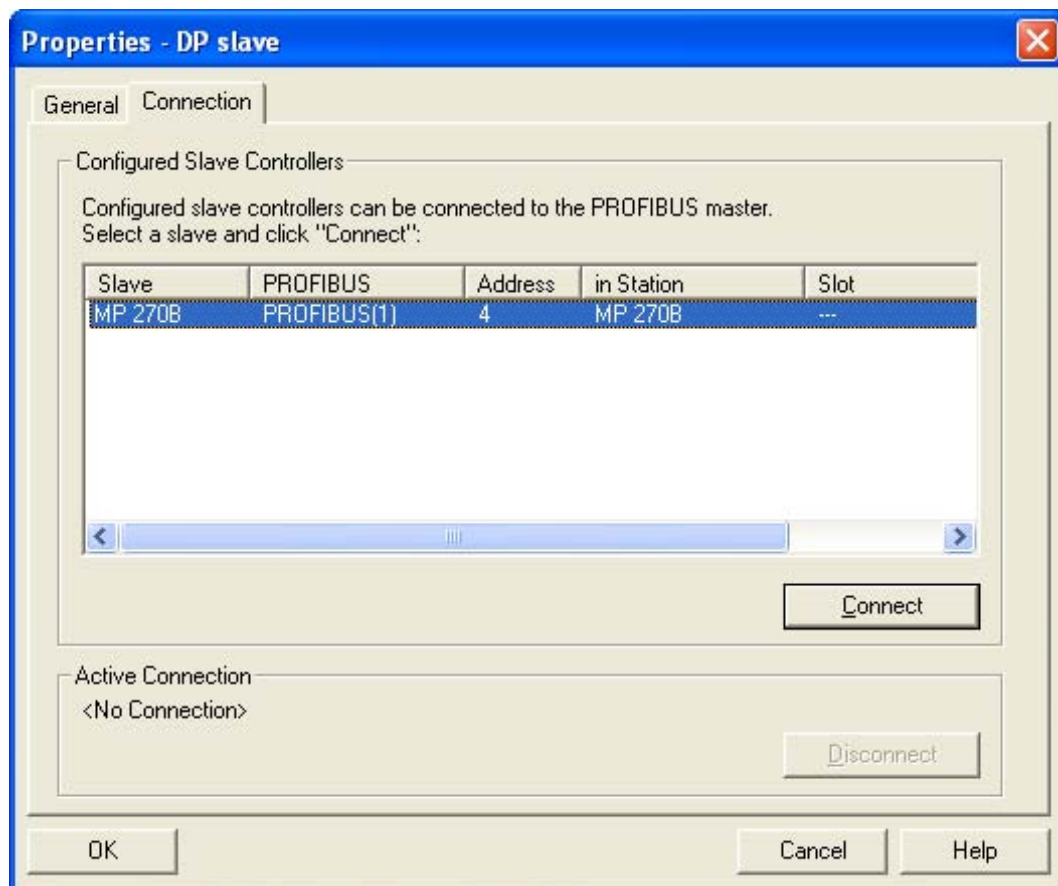 Properties - DP slave
General Connection
Configured Slave Controllers
Configured slave controllers can be connected to the PROFIBUS master.
Select a slave and click "Connect":
Slave PROFIBUS Address in Station Slot
MP 270B PROFIBUS(1) 4 MP 270B ---
Connect
Active Connection
<No Connection>
Disconnect
OK Cancel Help